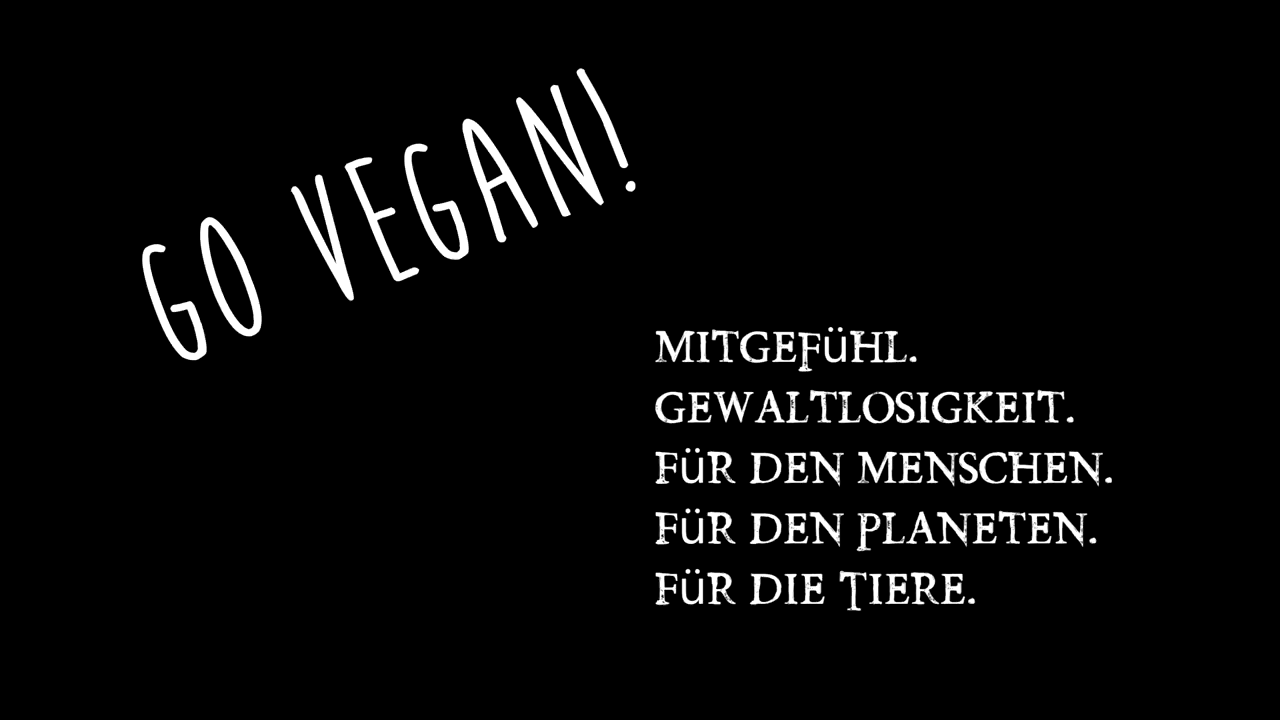 GO VEGAN!
MITGEFüHL.
GEWALTLOSIGKEIT.
FüR DEN MENSCHEN.
FüR DEN PLANETEN.
FüR DIE TIERE.